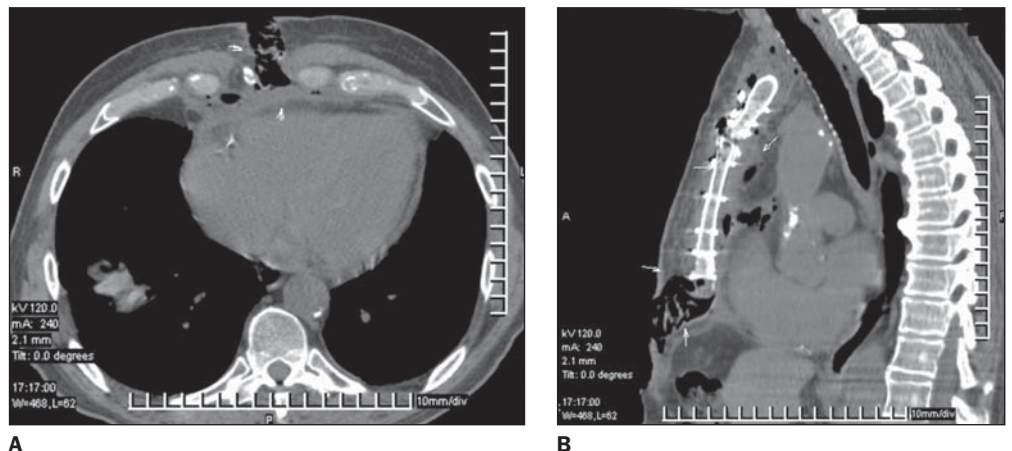 R
L
kV 120.0
mA: 240
2.1 mm
Tilt: 0.0 degrees
17:17:00
W=468,L=62
10mm/div
P
A
A
P
kV 120.0
mA: 240
2.1 mm
Tilt: 0.0 degrees
17:17:00
W=468,L=62
10mm/div
B